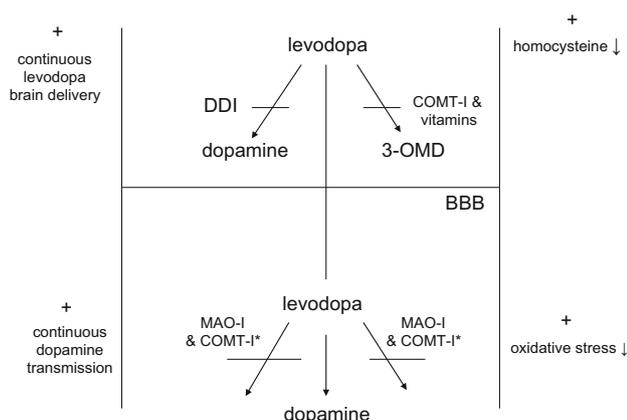 +
continuous
levodopa
brain delivery
levodopa
+
homocysteine ↓
DDI
COMT-I &
vitamins
dopamine
3-OMD
BBB
+
continuous
dopamine
transmission
levodopa
MAO-I
& COMT-I*
MAO-I
& COMT-I*
+
oxidative stress ↓
dopamine